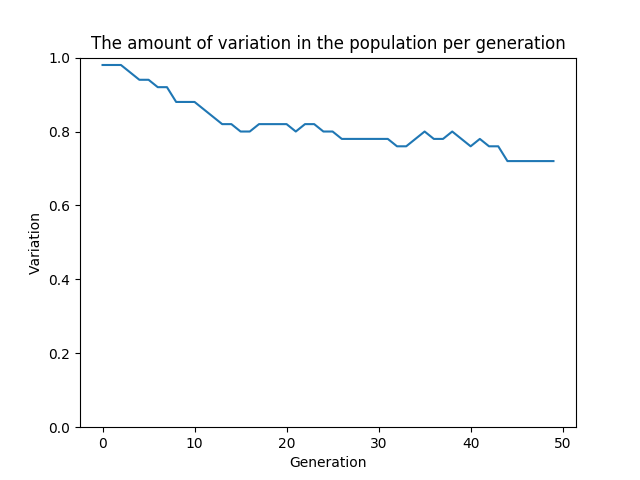 The amount of variation in the population per generation
1.0
0.8
0.6
0.4
0.2
0.0
Variation
0 10 20 30 40 50
Generation